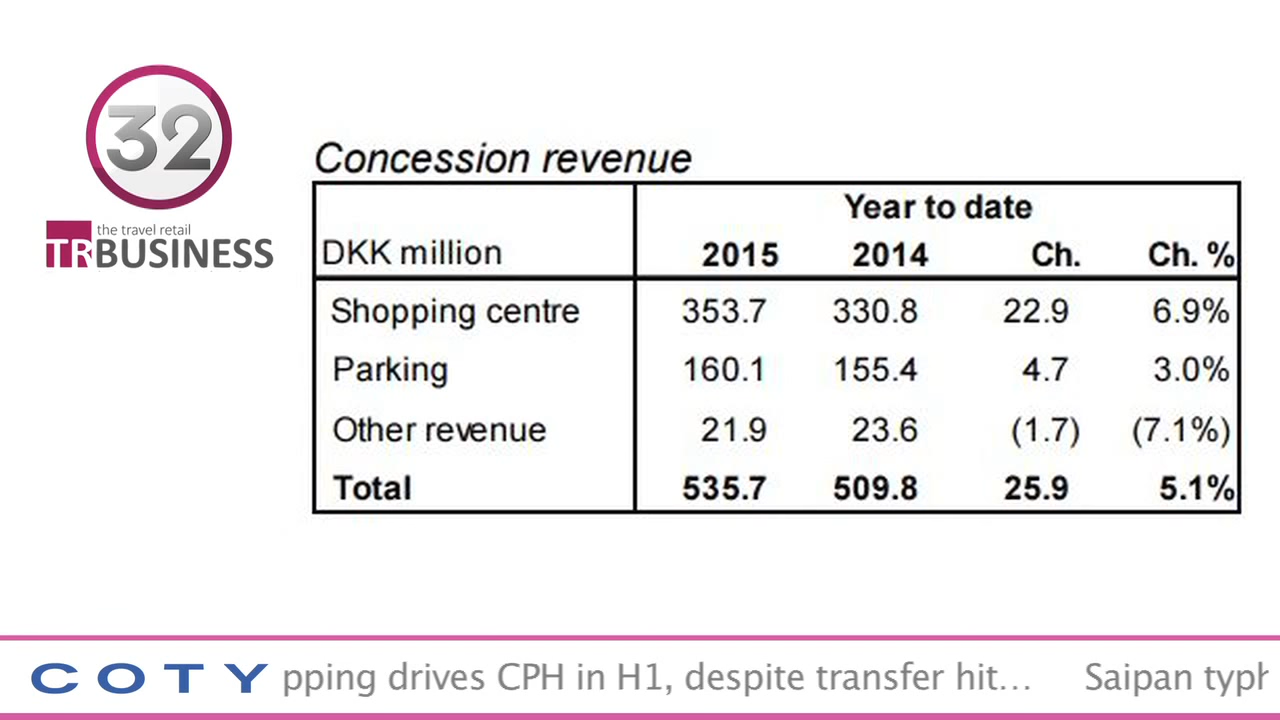 32
the travel retail
TRBUSINESS
Concession revenue
Year to date
DKK million 2015 2014 Ch. Ch. %
Shopping centre 353.7 330.8 22.9 6.9%
Parking 160.1 155.4 4.7 3.0%
Other revenue 21.9 23.6 (1.7) (7.1%)
Total 535.7 509.8 25.9 5.1%
COTY pping drives CPH in H1, despite transfer hit... Saipan typh